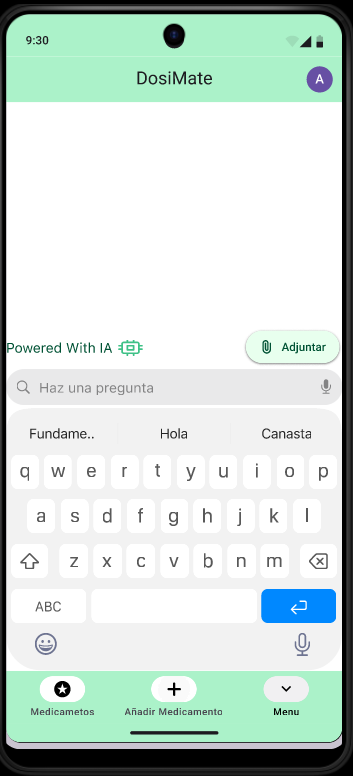 9:30
DosiMate
A
Powered With IA
Adjuntar
Haz una pregunta
Fundame.. Hola Canasta
q w e r t y u i o p
a s d f g h j k l
z x c v b n m
ABC
Medicametos Añadir Medicamento Menu